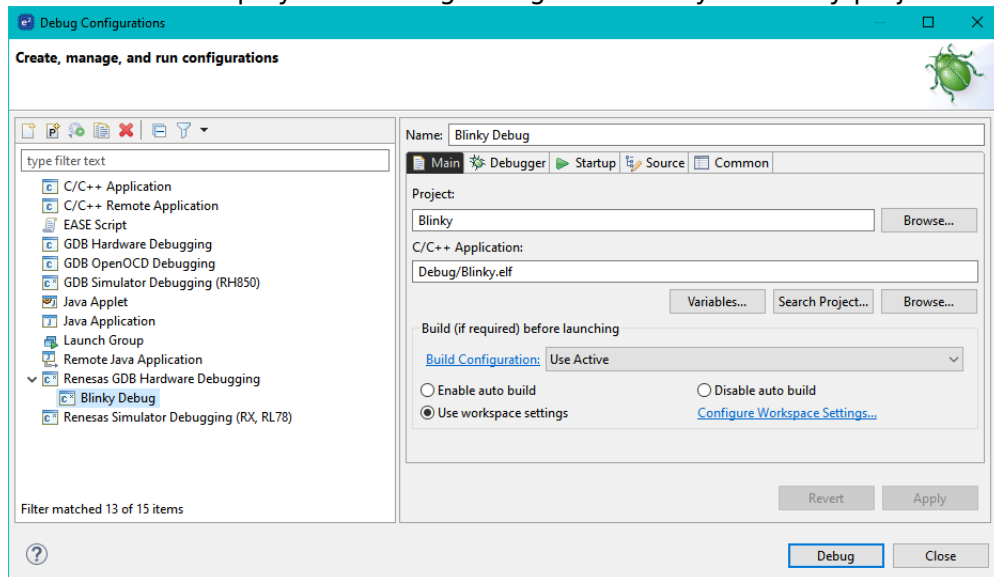 Debug Configurations
Create, manage, and run configurations
type filter text
C/C++ Application
C/C++ Remote Application
EASE Script
GDB Hardware Debugging
GDB OpenOCD Debugging
GDB Simulator Debugging (RH850)
Java Applet
Java Application
Launch Group
Remote Java Application
Renesas GDB Hardware Debugging
Blinky Debug
Renesas Simulator Debugging (RX, RL78)
Filter matched 13 of 15 items
Name: Blinky Debug
Main Debugger Startup Source Common
Project:
Blinky Browse...
C/C++ Application:
Debug/Blinky.elf
Variables... Search Project... Browse...
Build (if required) before launching
Build Configuration: Use Active
Enable auto build Disable auto build
Use workspace settings Configure Workspace Settings...
Revert Apply
Debug Close